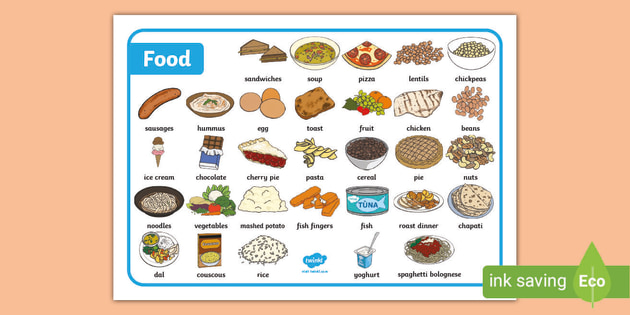 Food
sandwiches soup pizza lentils chickpeas
sausages hummus egg toast fruit chicken beans
ice cream chocolate cherry pie pasta cereal pie nuts
TUNA
noodles vegetables mashed potato fish fingers fish roast dinner chapati
twinkl
dal couscous rice yoghurt spaghetti bolognese
ink saving Eco